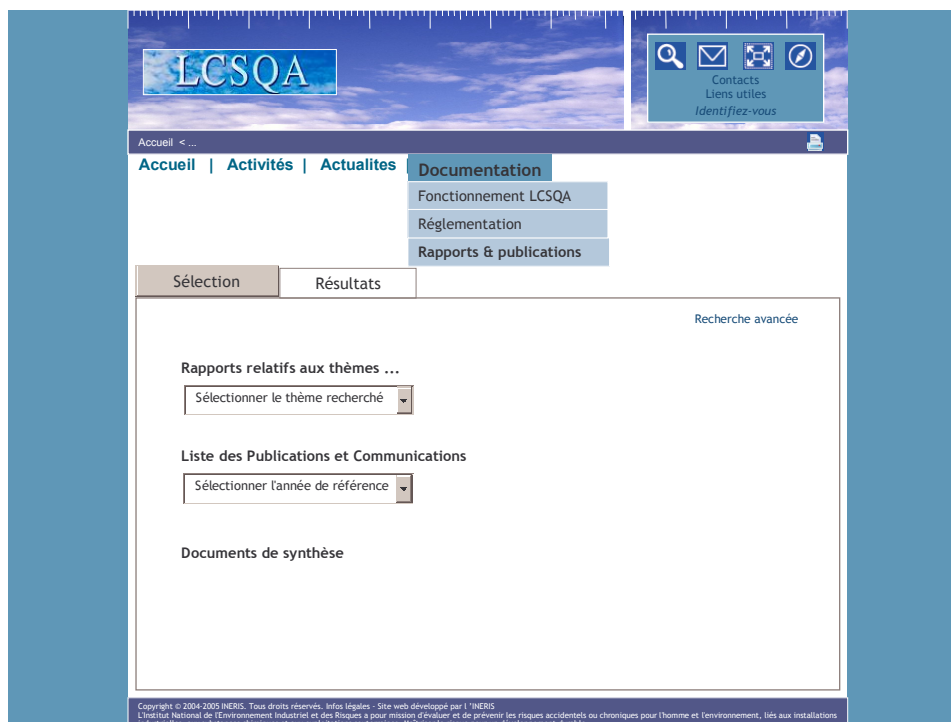 LCSQA
Contacts
Liens utiles
Identifiez-vous
Accueil < ...
Accueil | Activités | Actualites | Documentation
Fonctionnement LCSQA
Réglementation
Rapports & publications
Sélection Résultats
Recherche avancée
Rapports relatifs aux thèmes ...
Sélectionner le thème recherché
Liste des Publications et Communications
Sélectionner l'année de référence
Documents de synthèse
Copyright © 2004-2005 INERIS. Tous droits réservés. Infos légales - Site web développé par l 'INERIS
L'Institut National de l'Environnement Industriel et des Risques a pour mission d'évaluer et de prévenir les risques accidentels ou chroniques pour l'homme et l'environnement, liés aux installations